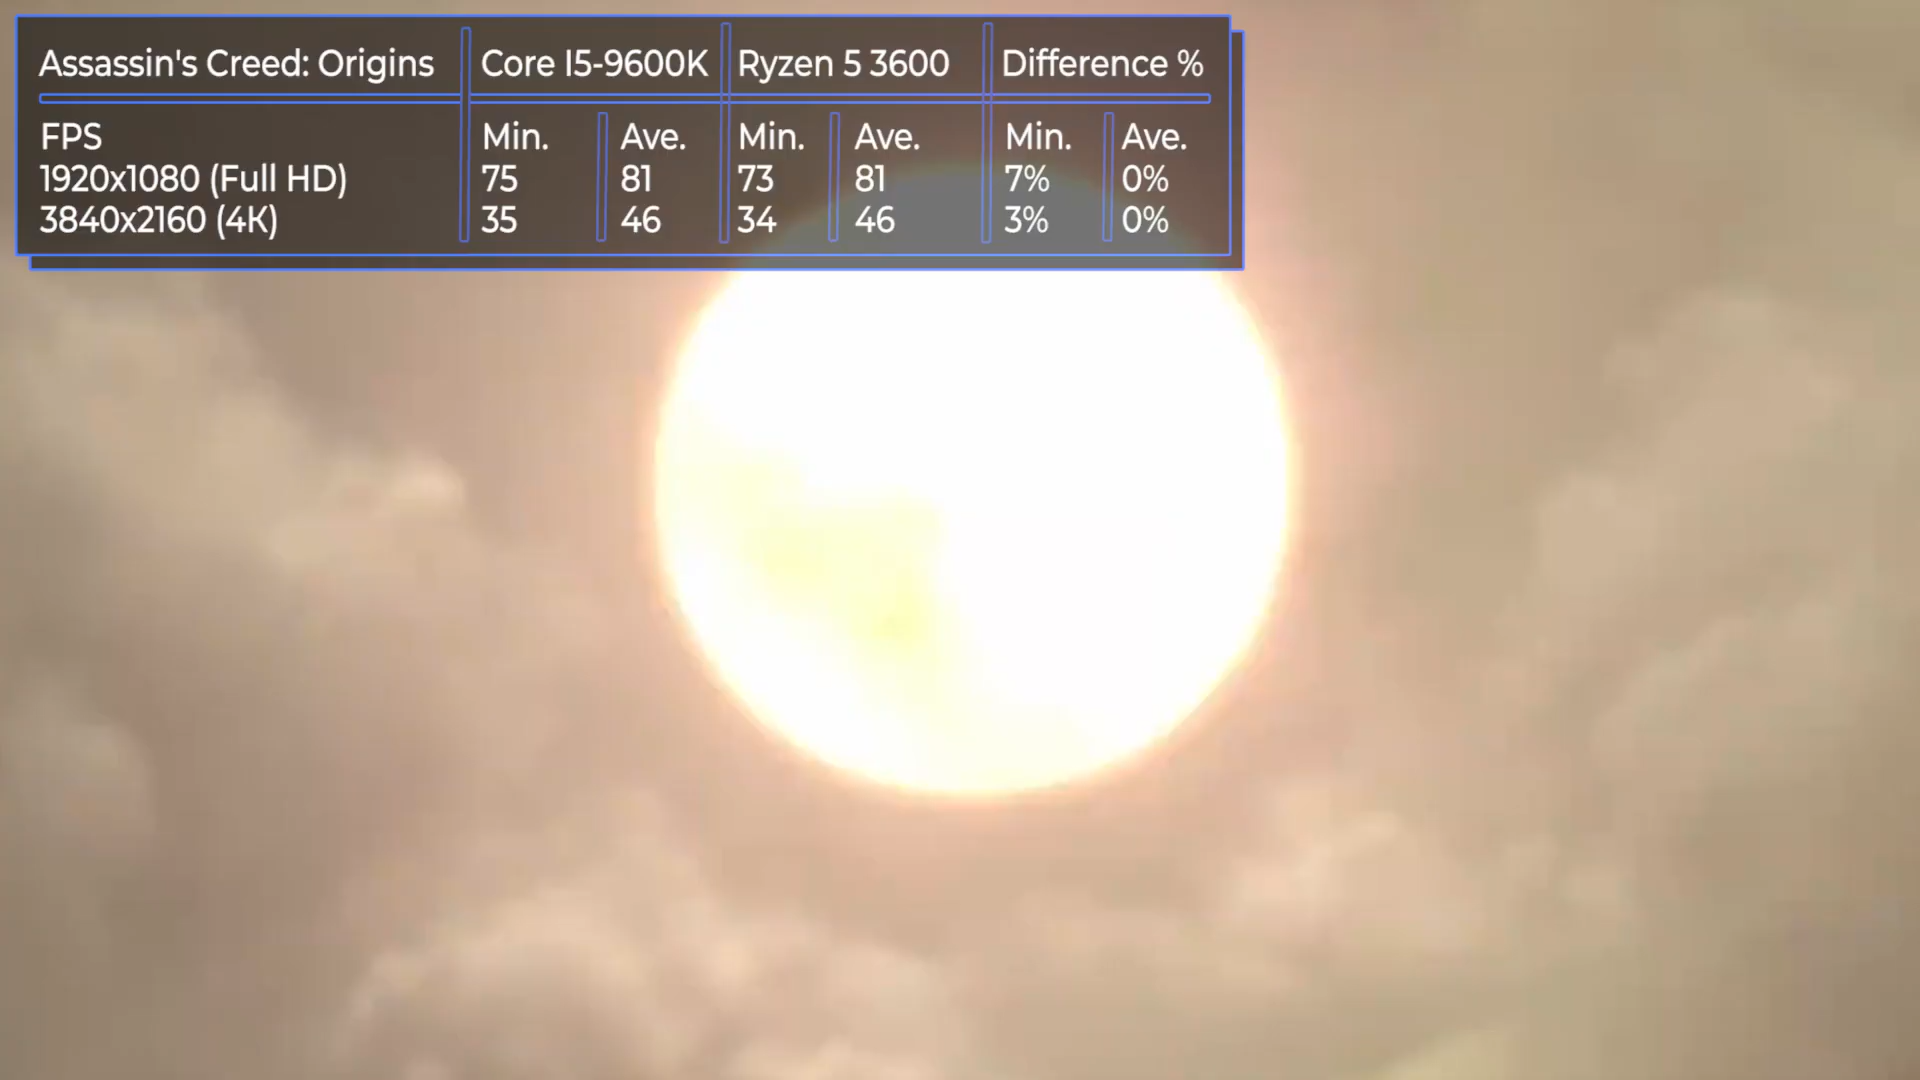 Assassin's Creed: Origins Core I5-9600K Ryzen 5 3600 Difference %
FPS Min. Ave. Min. Ave. Min. Ave.
1920x1080 (Full HD) 75 81 73 81 7% 0%
3840x2160 (4K) 35 46 34 46 3% 0%